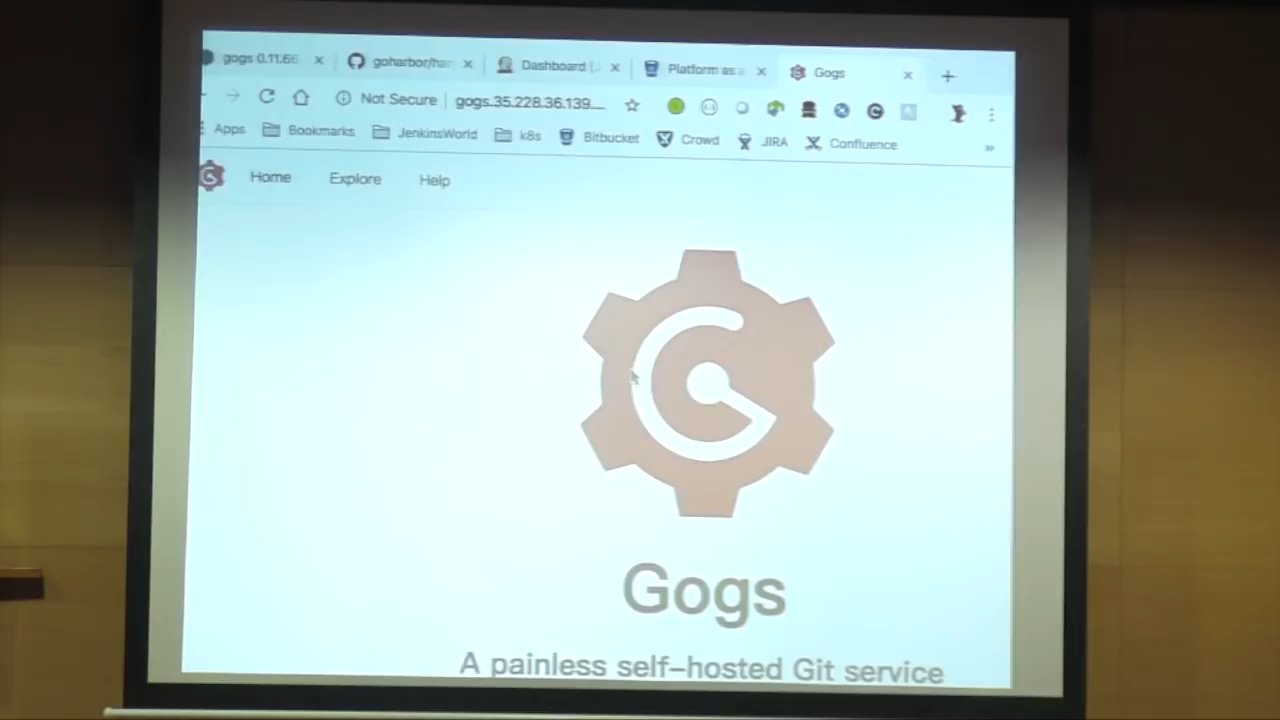 gogs 0.11.66
goharbor/har
Dashboard
Platform as a
Gogs
Not Secure
gogs.35.228.36.139....
Apps
Bookmarks
JenkinsWorld
k8s
Bitbucket
Crowd
JIRA
Confluence
»
Home
Explore
Help
Gogs
A painless self-hosted Git service